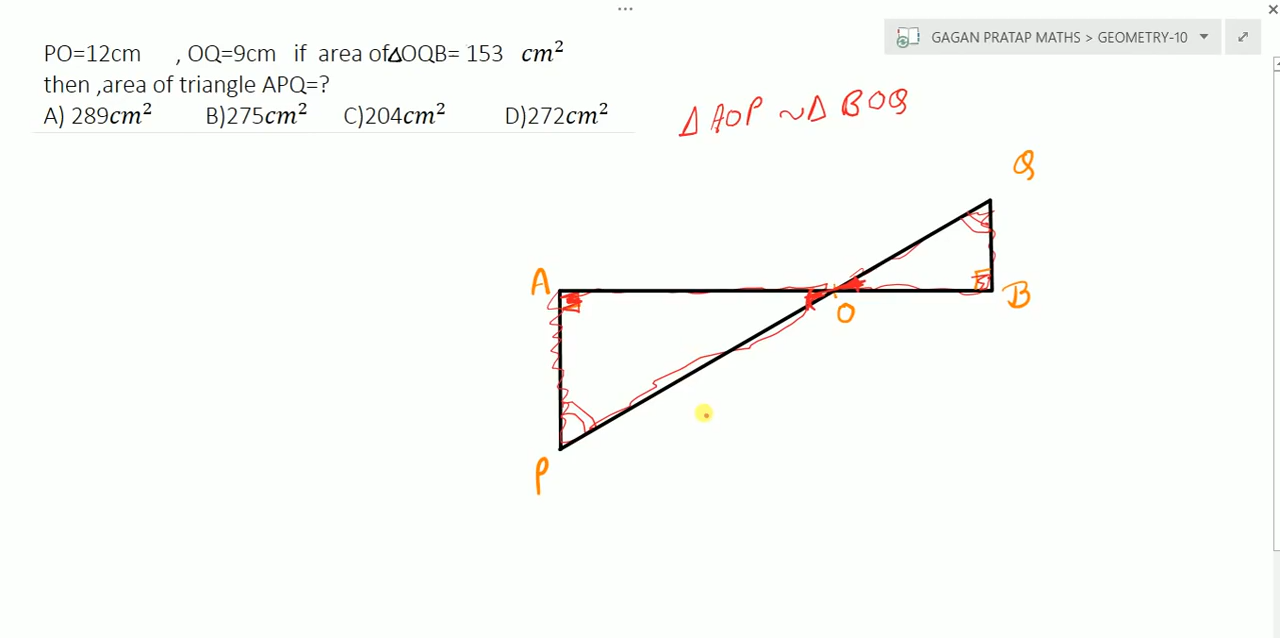 PO=12cm , OQ=9cm if area of∆OQB= 153 cm²
then ,area of triangle APQ=?
A) 289cm² B)275cm² C)204cm² D)272cm²
GAGAN PRATAP MATHS > GEOMETRY-10
Δ AOP ~ Δ BOQ
Q
A
B
O
P